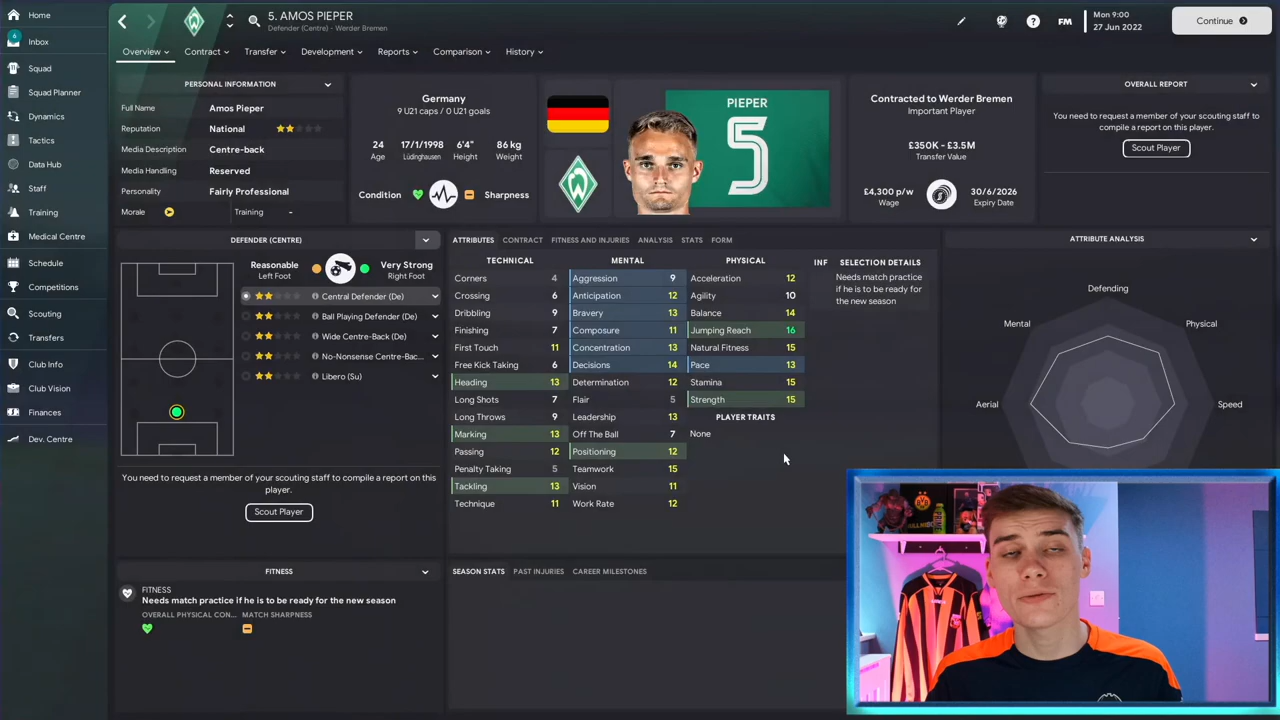 Home
6
Inbox
Squad
Squad Planner
Dynamics
Tactics
Data Hub
Staff
Training
Medical Centre
Schedule
Competitions
Scouting
Transfers
Club Info
Club Vision
Finances
Dev. Centre
5. AMOS PIEPER
Defender (Centre) - Werder Bremen
FM
Mon 9:00
27 Jun 2022
Continue
Overview
Contract
Transfer
Development
Reports
Comparison
History
PERSONAL INFORMATION
Full Name Amos Pieper
Reputation National
Media Description Centre-back
Media Handling Reserved
Personality Fairly Professional
Morale Training -
Germany
9 U21 caps / 0 U21 goals
24 17/1/1998 6'4" 86 kg
Age Lüdinghausen Height Weight
Condition Sharpness
PIEPER
5
Contracted to Werder Bremen
Important Player
£350K - £3.5M
Transfer Value
£4,300 p/w 30/6/2026
Wage Expiry Date
OVERALL REPORT
You need to request a member of your scouting staff to
compile a report on this player.
Scout Player
DEFENDER (CENTRE)
Reasonable Very Strong
Left Foot Right Foot
Central Defender (De)
Ball Playing Defender (De)
Wide Centre-Back (De)
No-Nonsense Centre-Bac...
Libero (Su)
You need to request a member of your scouting staff to compile a report on this
player.
Scout Player
FITNESS
FITNESS
Needs match practice if he is to be ready for the new season
OVERALL PHYSICAL CON... MATCH SHARPNESS
ATTRIBUTES CONTRACT FITNESS AND INJURIES ANALYSIS STATS FORM
TECHNICAL MENTAL PHYSICAL
Corners 4 Aggression 9 Acceleration 12
Crossing 6 Anticipation 12 Agility 10
Dribbling 9 Bravery 13 Balance 14
Finishing 7 Composure 11 Jumping Reach 16
First Touch 11 Concentration 13 Natural Fitness 15
Free Kick Taking 6 Decisions 14 Pace 13
Heading 13 Determination 12 Stamina 15
Long Shots 7 Flair 5 Strength 15
Long Throws 9 Leadership 13 PLAYER TRAITS
Marking 13 Off The Ball 7 None
Passing 12 Positioning 12
Penalty Taking 5 Teamwork 15
Tackling 13 Vision 11
Technique 11 Work Rate 12
INF SELECTION DETAILS
Needs match practice
if he is to be ready for
the new season
SEASON STATS PAST INJURIES CAREER MILESTONES
ATTRIBUTE ANALYSIS
Defending
Mental Physical
Aerial Speed